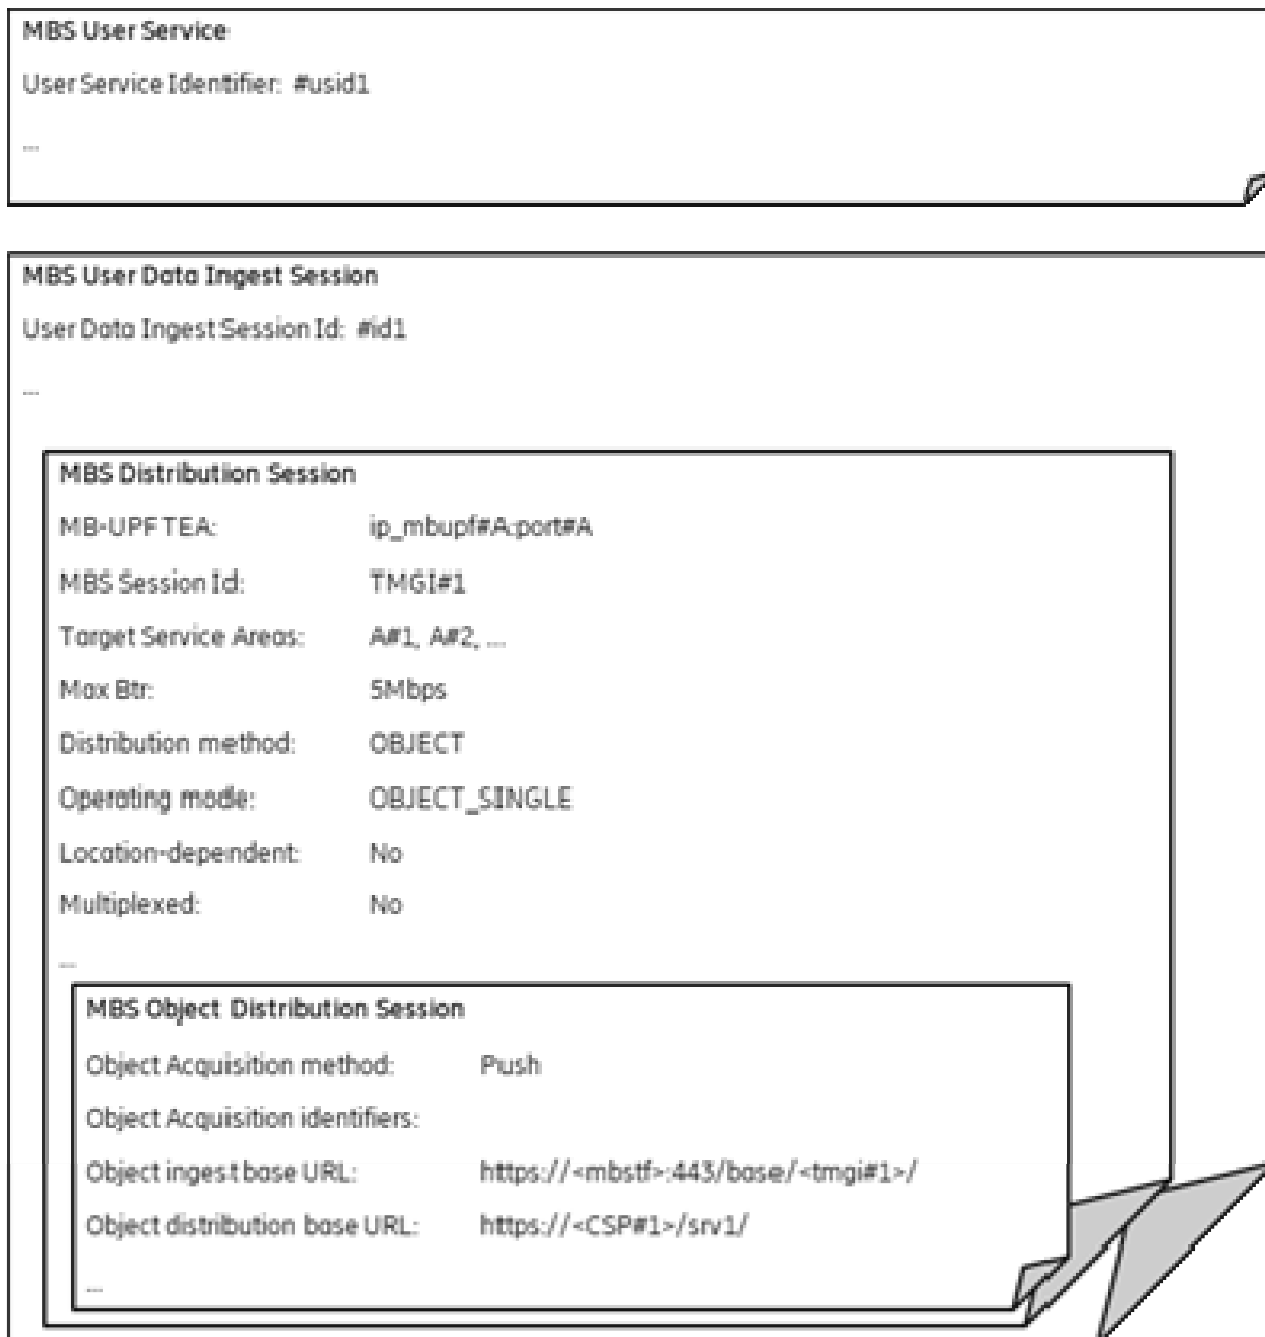 MBS User Service
User Service Identifier: #usid1
...
MBS User Data Ingest Session
User Data Ingest Session Id: #id1
...
MBS Distribution Session
MB-UPF TEA: ip_mbupf#A:port#A
MBS Session Id: TMGI#1
Target Service Areas: A#1, A#2, ...
Max Btr: 5Mbps
Distribution method: OBJECT
Operating mode: OBJECT_SINGLE
Location-dependent: No
Multiplexed: No
...
MBS Object Distribution Session
Object Acquisition method: Push
Object Acquisition identifiers:
Object ingest base URL: https://<mbstf>:443/base/<tmgi#1>/
Object distribution base URL: https://<CSP#1>/srv1/
...